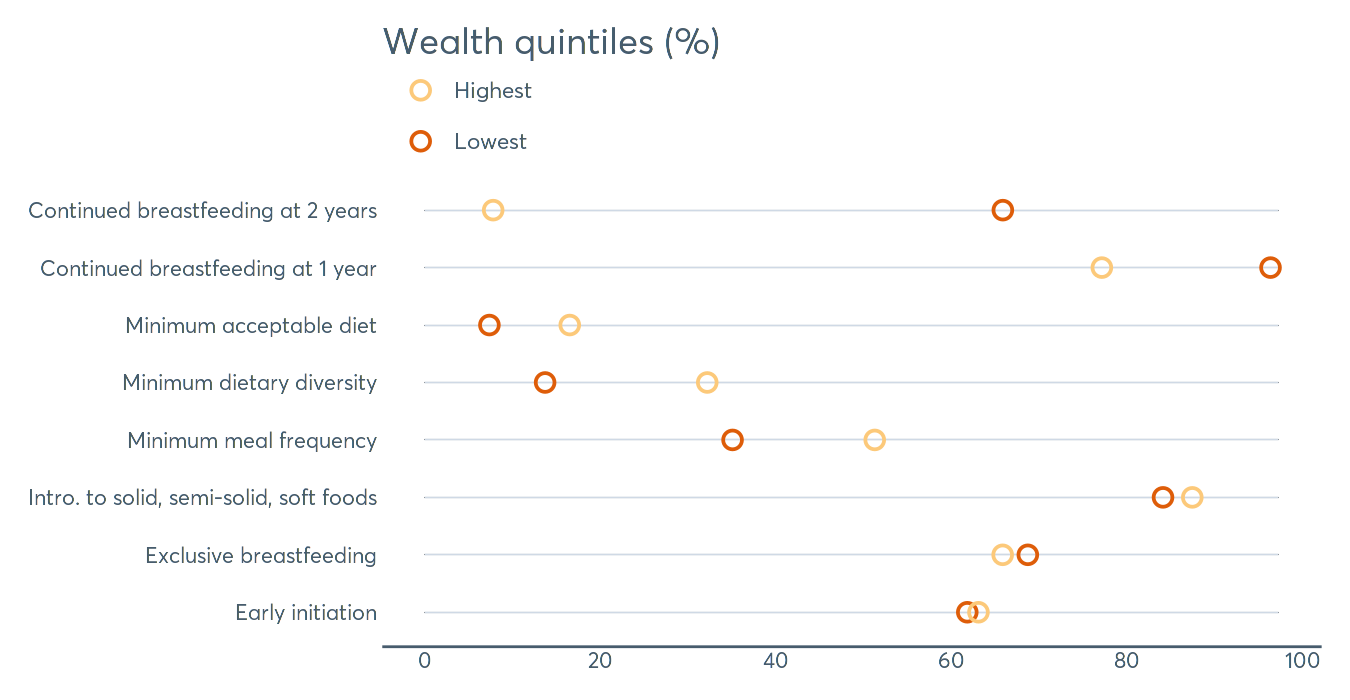 Wealth quintiles (%)
Highest
Lowest
Continued breastfeeding at 2 years
Continued breastfeeding at 1 year
Minimum acceptable diet
Minimum dietary diversity
Minimum meal frequency
Intro. to solid, semi-solid, soft foods
Exclusive breastfeeding
Early initiation
0 20 40 60 80 100